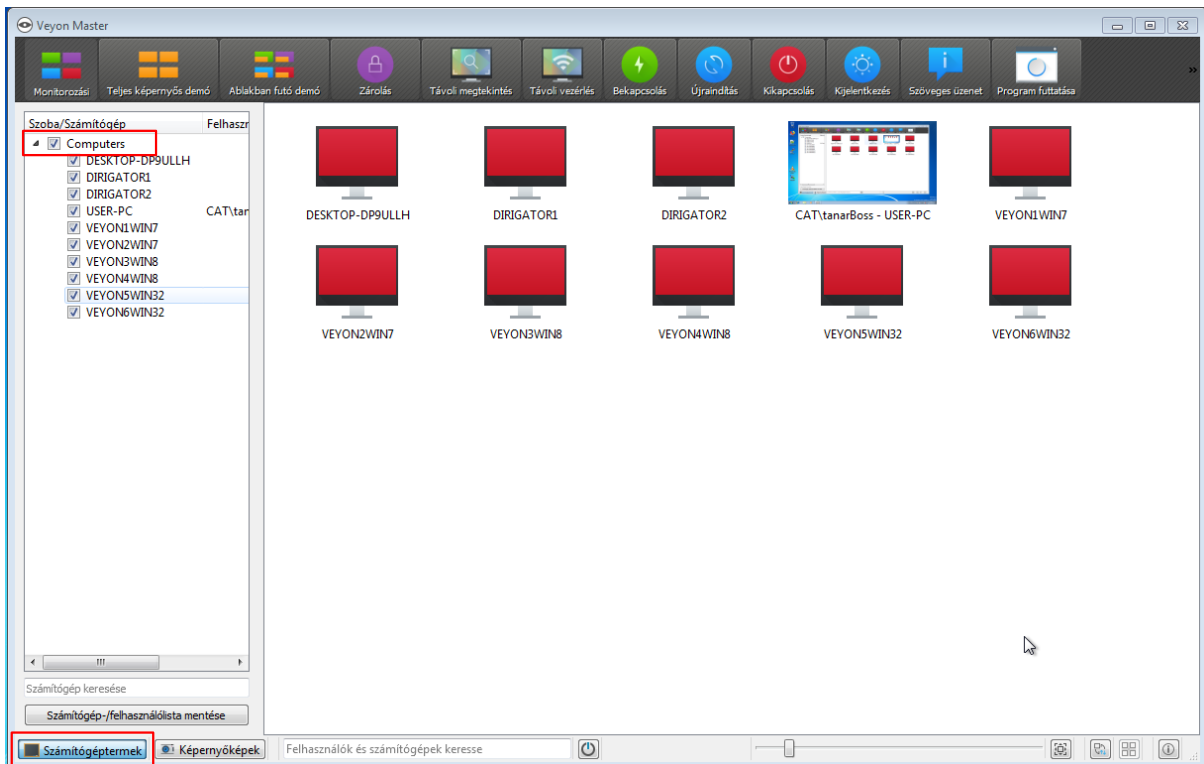 Veyon Master
Monitorozási
Teljes képernyős demó
Ablakban futó demó
Zárolás
Távoli megtekintés
Távoli vezérlés
Bekapcsolás
Újraindítás
Kikapcsolás
Kijelentkezés
Szöveges üzenet
Program futtatása
»
Szoba/Számítógép Felhaszr
Computers
DESKTOP-DP9ULLH
DIRIGATOR1
DIRIGATOR2
USER-PC CAT\tar
VEYON1WIN7
VEYON2WIN7
VEYON3WIN8
VEYON4WIN8
VEYON5WIN32
VEYON6WIN32
DESKTOP-DP9ULLH
DIRIGATOR1
DIRIGATOR2
CAT\tanarBoss - USER-PC
VEYON1WIN7
VEYON2WIN7
VEYON3WIN8
VEYON4WIN8
VEYON5WIN32
VEYON6WIN32
Számítógép keresése
Számítógép-/felhasználólista mentése
Számítógéptermek
Képernyőképek
Felhasználók és számítógépek keresse